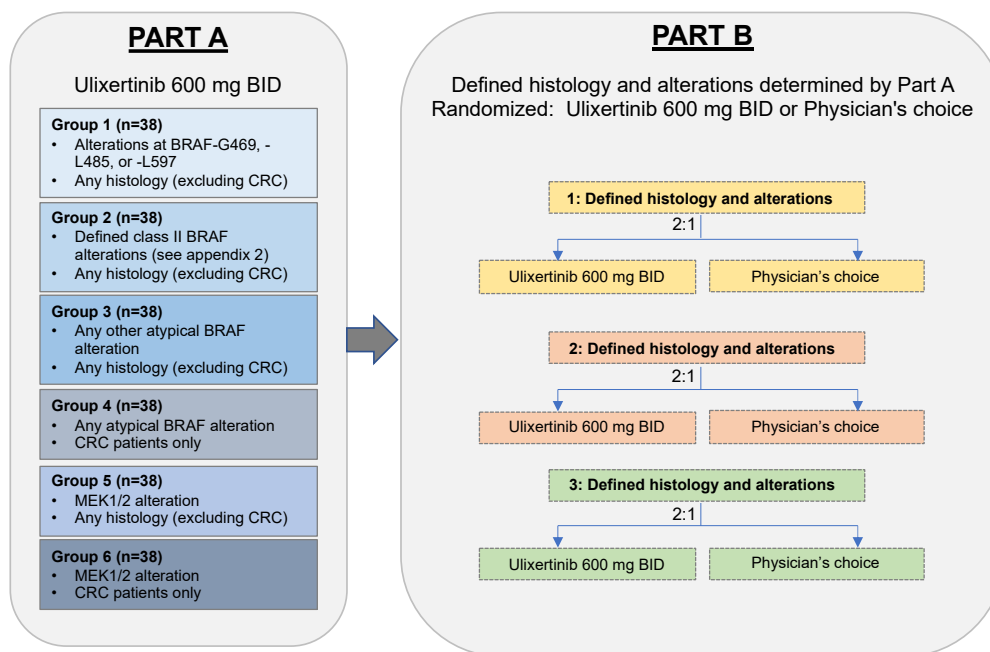 PART A
Ulixertinib 600 mg BID
Group 1 (n=38)
• Alterations at BRAF-G469, -
L485, or -L597
• Any histology (excluding CRC)
Group 2 (n=38)
• Defined class II BRAF
alterations (see appendix 2)
• Any histology (excluding CRC)
Group 3 (n=38)
• Any other atypical BRAF
alteration
• Any histology (excluding CRC)
Group 4 (n=38)
• Any atypical BRAF alteration
• CRC patients only
Group 5 (n=38)
• MEK1/2 alteration
• Any histology (excluding CRC)
Group 6 (n=38)
• MEK1/2 alteration
• CRC patients only
PART B
Defined histology and alterations determined by Part A
Randomized: Ulixertinib 600 mg BID or Physician's choice
1: Defined histology and alterations
2:1
Ulixertinib 600 mg BID
Physician’s choice
2: Defined histology and alterations
2:1
Ulixertinib 600 mg BID
Physician’s choice
3: Defined histology and alterations
2:1
Ulixertinib 600 mg BID
Physician’s choice